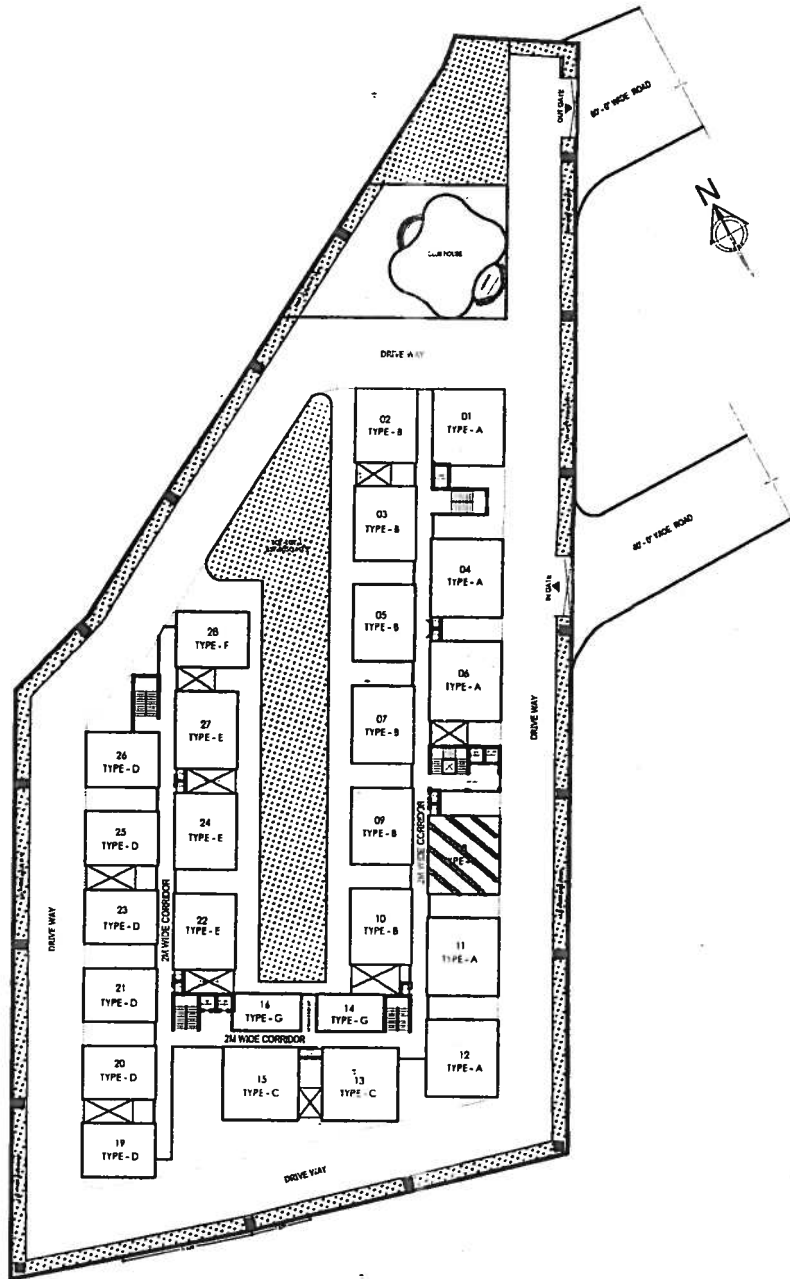 OUT GATE
80'-0" WIDE ROAD
N
CLUB HOUSE
DRIVE WAY
02
TYPE-B
01
TYPE-A
03
TYPE-B
04
TYPE-A
IN GATE
80'-0" WIDE ROAD
05
TYPE-B
06
TYPE-A
28
TYPE-F
27
TYPE-E
07
TYPE-B
DRIVE WAY
26
TYPE-D
25
TYPE-D
24
TYPE-E
09
TYPE-B
2M WIDE CORRIDOR
TYPE-
23
TYPE-D
DRIVE WAY
2M WIDE CORRIDOR
22
TYPE-E
10
TYPE-B
11
TYPE-A
21
TYPE-D
16
TYPE-G
14
TYPE-G
2M WIDE CORRIDOR
20
TYPE-D
15
TYPE-C
13
TYPE-C
12
TYPE-A
19
TYPE-D
DRIVE WAY